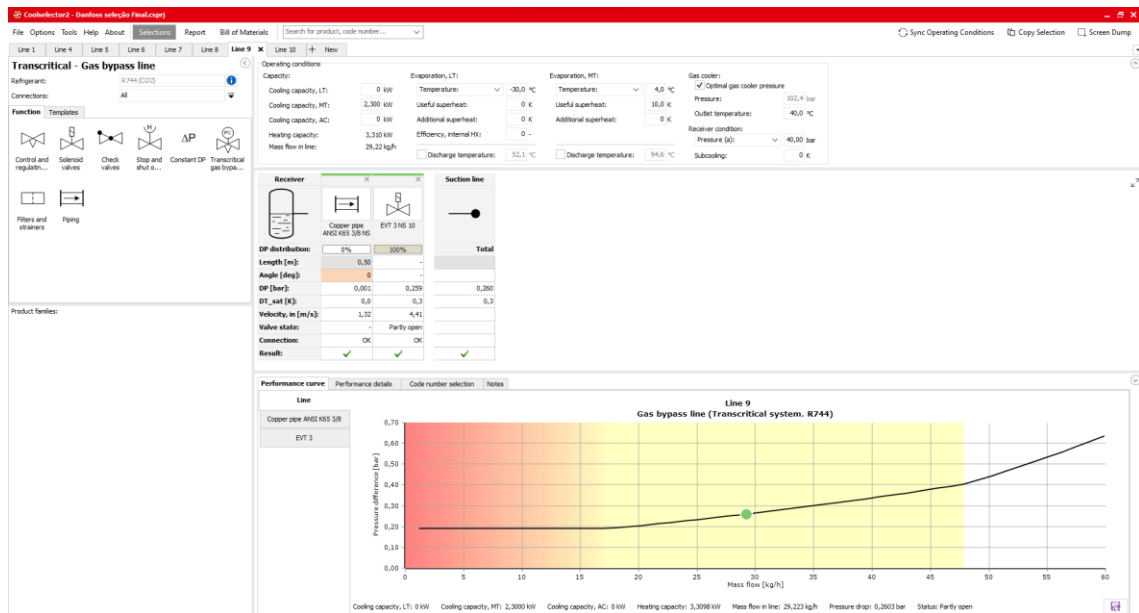 Coolselector2 - Danfoss seleção Final.csprj
File Options Tools Help About Selections Report Bill of Materials Search for product, code number... Sync Operating Conditions Copy Selection Screen Dump
Line 1 Line 4 Line 5 Line 6 Line 7 Line 8 Line 9 × Line 10 + New
Transcritical - Gas bypass line
Refrigerant: R744 (CO2)
Connections: All
Function Templates
Control and regulatin...
Solenoid valves
Check valves
Stop and shut o...
ΔP
Constant DP
Transcritical gas bypa...
Filters and strainers
Piping
Product families:
Operating conditions
Capacity:
Cooling capacity, LT: 0 kW
Cooling capacity, MT: 2,300 kW
Cooling capacity, AC: 0 kW
Heating capacity: 3,310 kW
Mass flow in line: 29,22 kg/h
Evaporation, LT:
Temperature: -30,0 °C
Useful superheat: 0 K
Additional superheat: 0 K
Efficiency, internal HX: 0 -
Discharge temperature: 52,1 °C
Evaporation, MT:
Temperature: 4,0 °C
Useful superheat: 10,0 K
Additional superheat: 0 K
Discharge temperature: 94,6 °C
Gas cooler:
Optimal gas cooler pressure
Pressure: 102,4 bar
Outlet temperature: 40,0 °C
Receiver condition:
Pressure (a): 40,00 bar
Subcooling: 0 K
Receiver × × Suction line
Copper pipe ANSI K65 3/8 NS
EVT 3 NS 10
DP distribution: 0% 100% Total
Length [m]: 0,50 -
Angle [deg]: 0 -
DP [bar]: 0,001 0,259 0,260
DT_sat [K]: 0,0 0,3 0,3
Velocity, in [m/s]: 1,32 4,41
Valve state: - Partly open
Connection: OK OK
Result:
Performance curve Performance details Code number selection Notes
Line
Copper pipe ANSI K65 3/8
EVT 3
Line 9
Gas bypass line (Transcritical system. R744)
Pressure difference [bar]
0,70
0,60
0,50
0,40
0,30
0,20
0,10
0,00
0 5 10 15 20 25 30 35 40 45 50 55 60
Mass flow [kg/h]
Cooling capacity, LT: 0 kW Cooling capacity, MT: 2,3000 kW Cooling capacity, AC: 0 kW Heating capacity: 3,3098 kW Mass flow in line: 29,223 kg/h Pressure drop: 0,2603 bar Status: Partly open